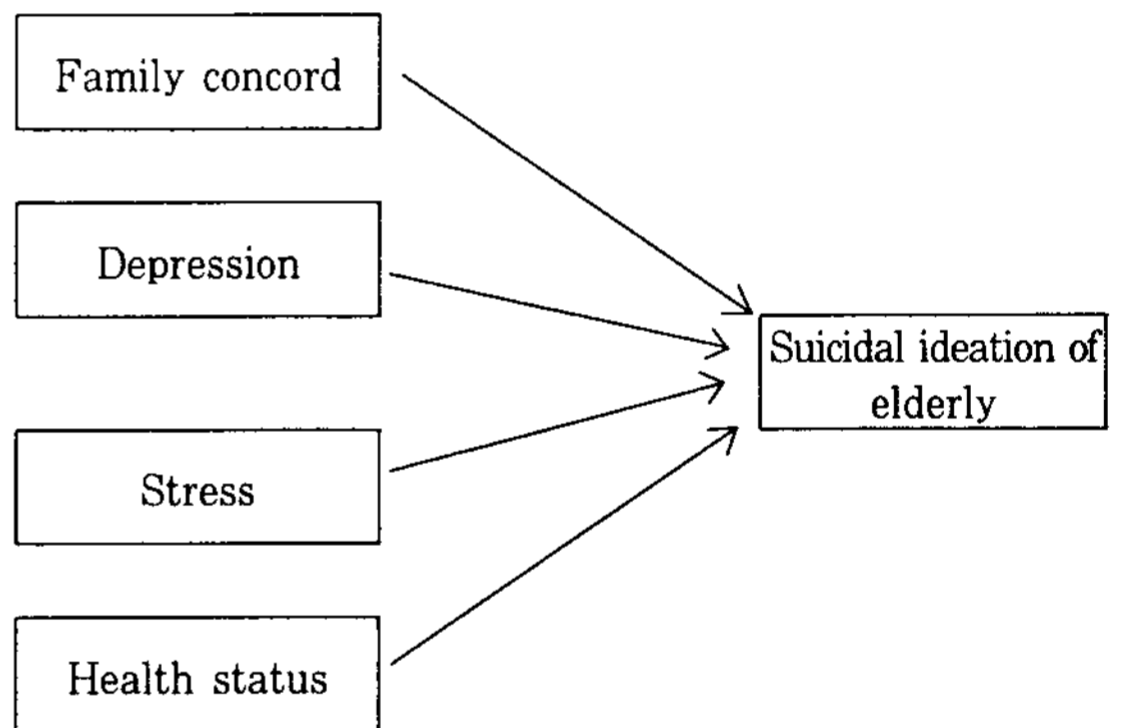 Family concord
Depression
Suicidal ideation of
elderly
Stress
Health status